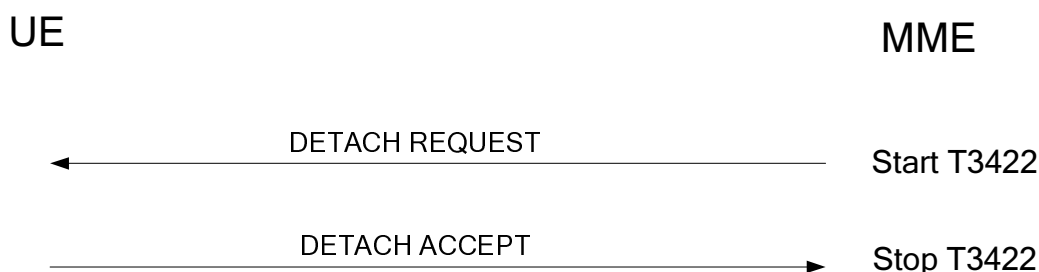 UE
MME
DETACH REQUEST
Start T3422
DETACH ACCEPT
Stop T3422